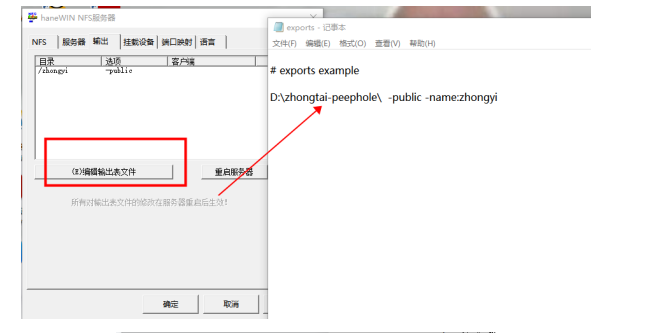 haneWIN NFS服务器
NFS 服务器 输出 挂载设备 端口映射 语言
目录 选项 客户端
/zhongyi -public
(E)编辑输出表文件
重启服务器
所有对输出表文件的修改在服务器重启后生效!
确定 取消
exports - 记事本
文件(F) 编辑(E) 格式(O) 查看(V) 帮助(H)
# exports example
D:\zhongtai-peephole\ -public -name:zhongyi